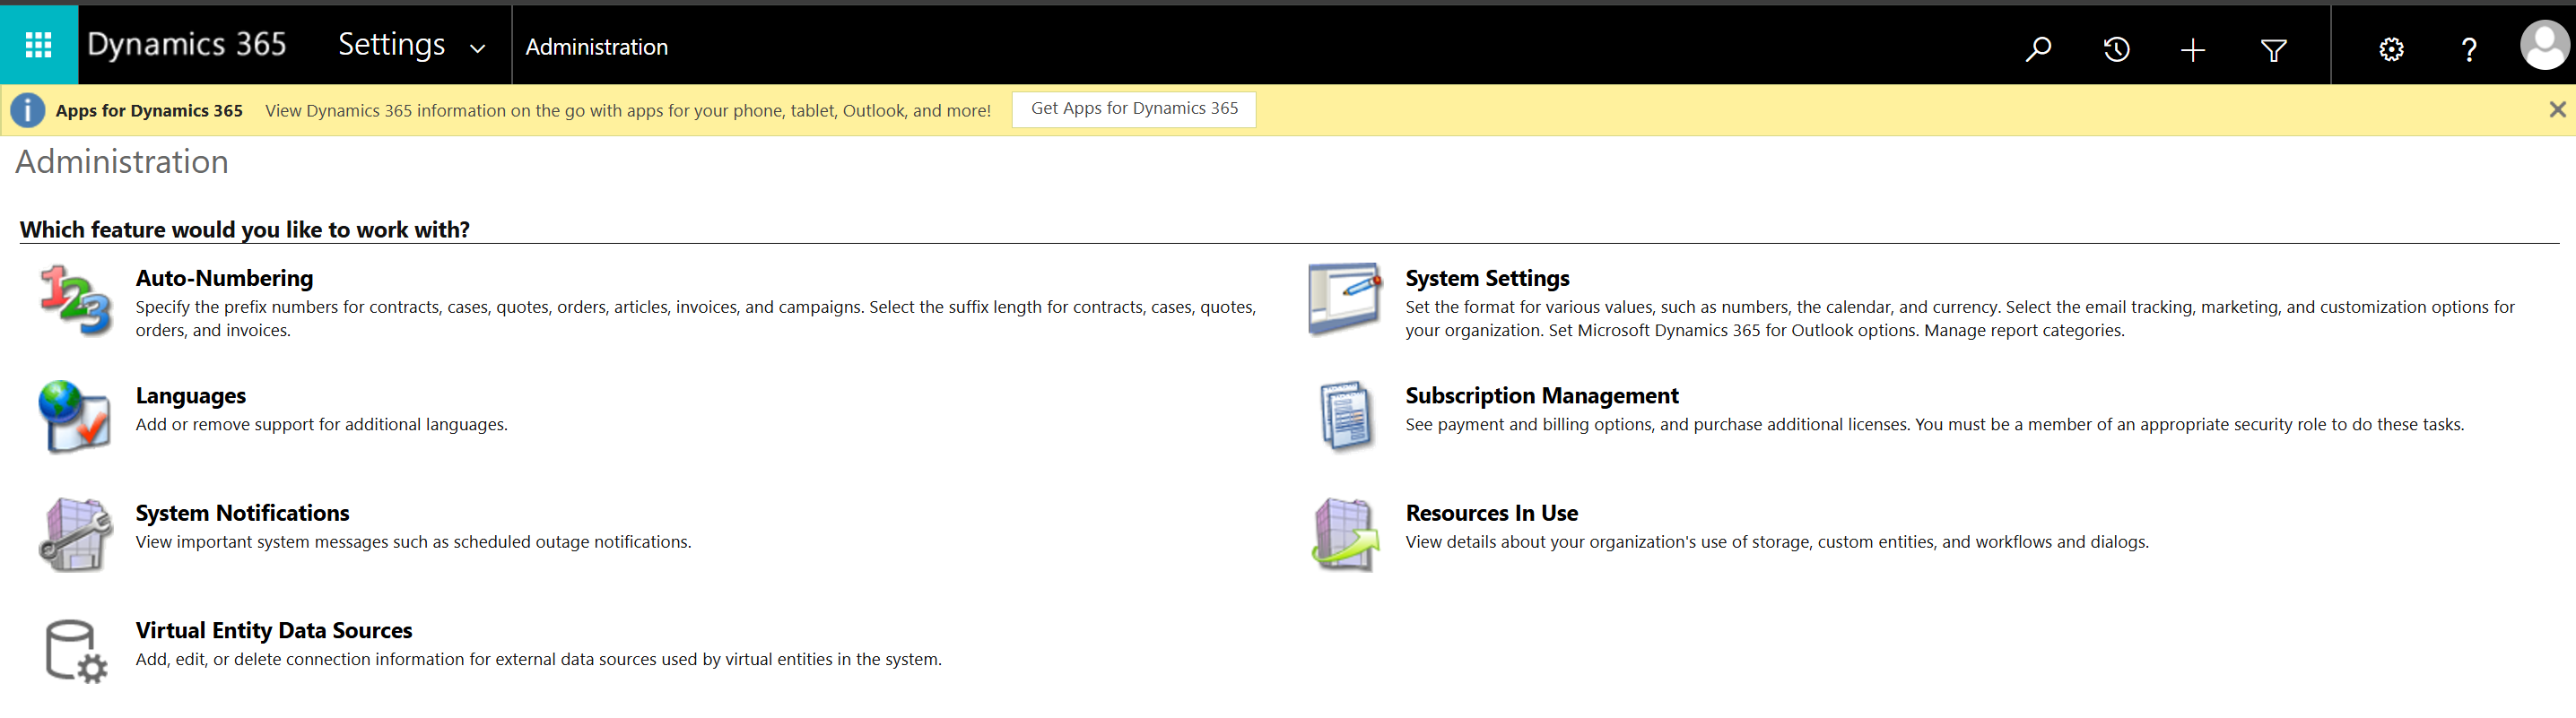 Dynamics 365 Settings Administration
Apps for Dynamics 365 View Dynamics 365 information on the go with apps for your phone, tablet, Outlook, and more! Get Apps for Dynamics 365
Administration
Which feature would you like to work with?
Auto-Numbering
Specify the prefix numbers for contracts, cases, quotes, orders, articles, invoices, and campaigns. Select the suffix length for contracts, cases, quotes,
orders, and invoices.
System Settings
Set the format for various values, such as numbers, the calendar, and currency. Select the email tracking, marketing, and customization options for
your organization. Set Microsoft Dynamics 365 for Outlook options. Manage report categories.
Languages
Add or remove support for additional languages.
Subscription Management
See payment and billing options, and purchase additional licenses. You must be a member of an appropriate security role to do these tasks.
System Notifications
View important system messages such as scheduled outage notifications.
Resources In Use
View details about your organization's use of storage, custom entities, and workflows and dialogs.
Virtual Entity Data Sources
Add, edit, or delete connection information for external data sources used by virtual entities in the system.